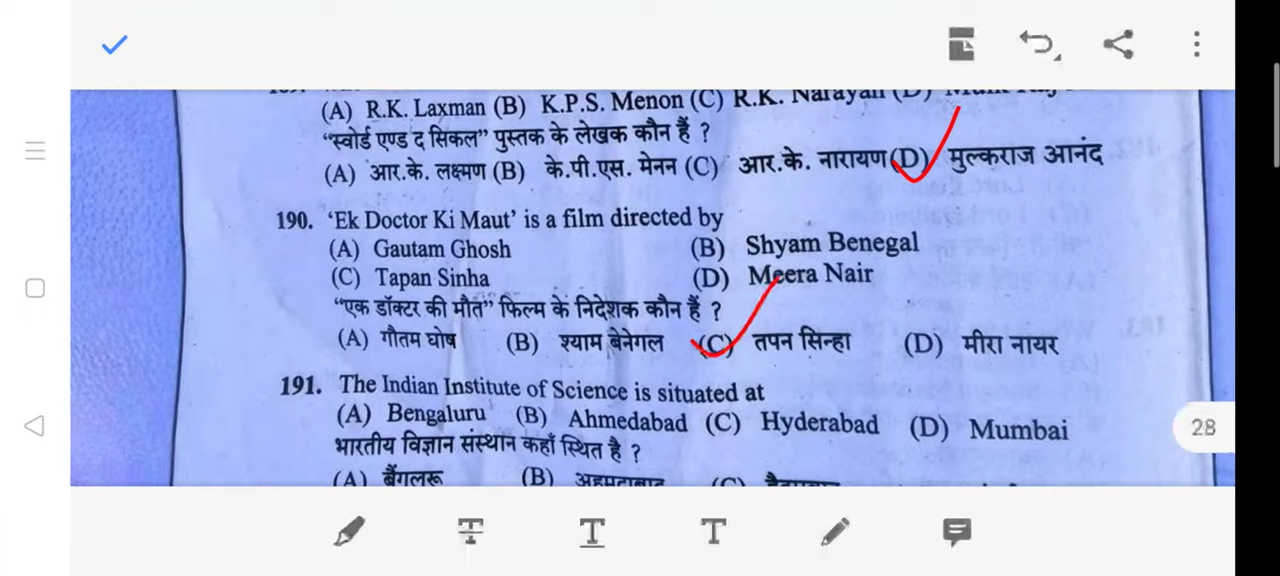 (A) R.K. Laxman (B) K.P.S. Menon (C) R.K. Narayan (D)
“स्वोर्ड एण्ड द सिकल” पुस्तक के लेखक कौन हैं ?
(A) आर.के. लक्ष्मण (B) के.पी.एस. मेनन (C) आर.के. नारायण (D) मुल्कराज आनंद
190. ‘Ek Doctor Ki Maut’ is a film directed by
(A) Gautam Ghosh (B) Shyam Benegal
(C) Tapan Sinha (D) Meera Nair
“एक डॉक्टर की मौत” फिल्म के निदेशक कौन हैं ?
(A) गौतम घोष (B) श्याम बेनेगल (C) तपन सिन्हा (D) मीरा नायर
191. The Indian Institute of Science is situated at
(A) Bengaluru (B) Ahmedabad (C) Hyderabad (D) Mumbai
28
भारतीय विज्ञान संस्थान कहाँ स्थित है ?
(A) बैंगलरू (B) अहमदाबाद (C)
T T T